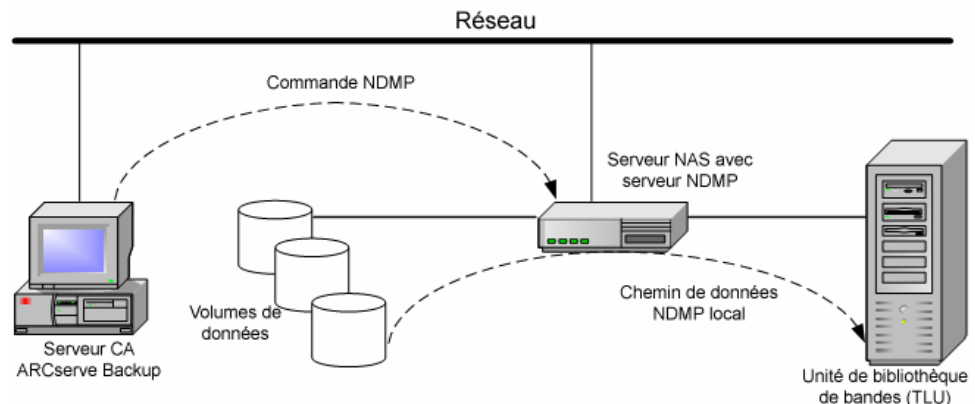 Réseau
Commande NDMP
Serveur NAS avec
serveur NDMP
Volumes de
données
Chemin de données
NDMP local
Serveur CA
ARCserve Backup
Unité de bibliothèque
de bandes (TLU)